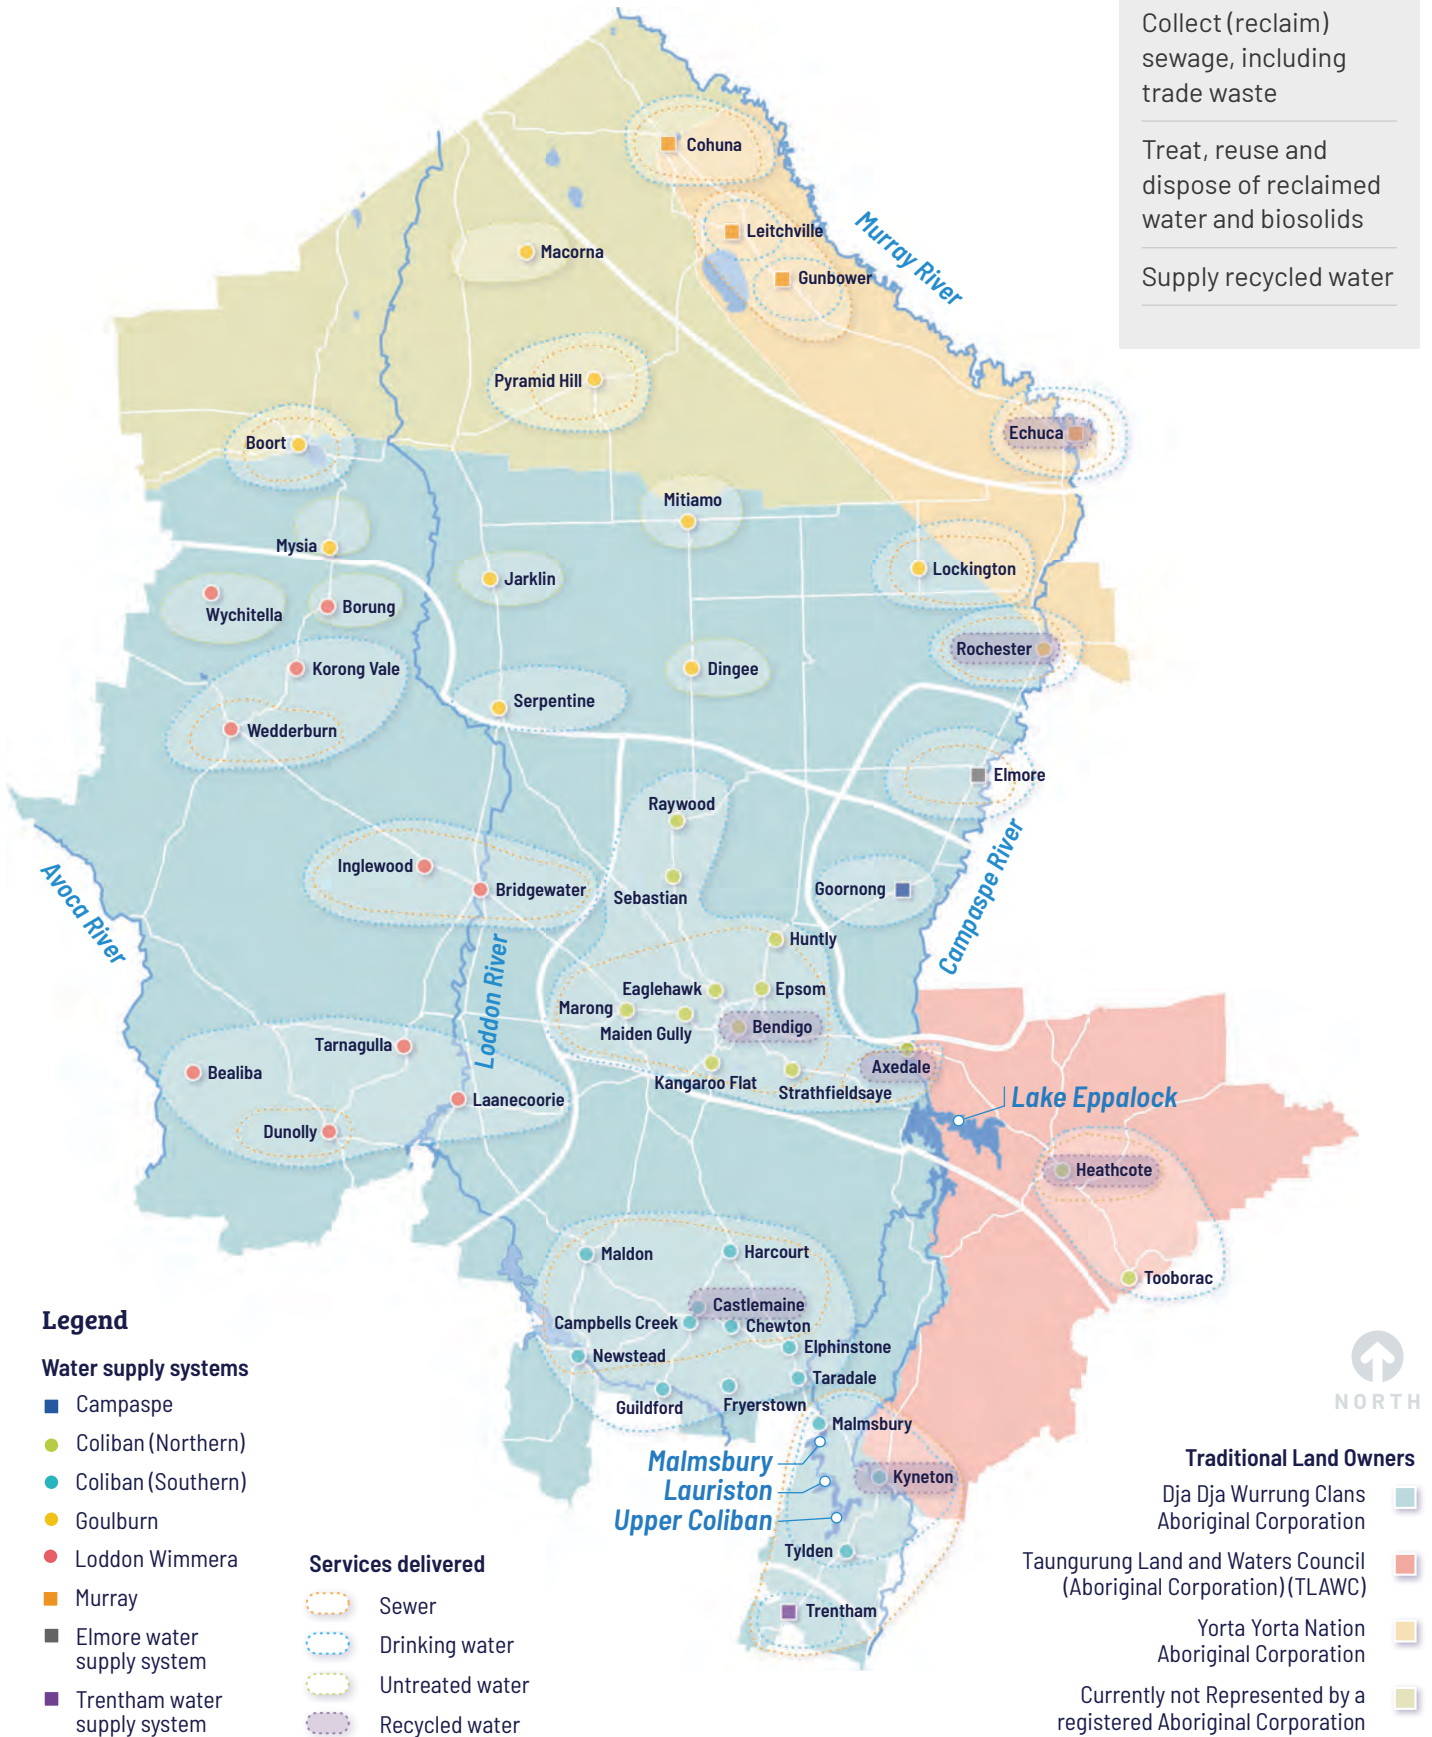 Collect (reclaim)
sewage, including
trade waste
Treat, reuse and
dispose of reclaimed
water and biosolids
Supply recycled water
Cohuna
Leitchville
Murray River
Macorna
Gunbower
Pyramid Hill
Echuca
Boort
Mitiamo
Mysia
Lockington
Jarklin
Wychitella
Borung
Rochester
Korong Vale
Dingee
Serpentine
Wedderburn
Elmore
Raywood
Campaspe River
Inglewood
Bridgewater
Goornong
Sebastian
Avoca River
Huntly
Loddon River
Eaglehawk
Epsom
Marong
Maiden Gully
Bendigo
Tarnagulla
Axedale
Bealiba
Kangaroo Flat
Strathfieldsaye
Laanecoorie
Lake Eppalock
Dunolly
Heathcote
Maldon
Harcourt
Tooborac
Castlemaine
Campbells Creek
Chewton
Elphinstone
Newstead
Taradale
Guildford
Fryerstown
Malmsbury
Malmsbury
Lauriston
Upper Coliban
Kyneton
Tylden
Trentham
NORTH
Legend
Water supply systems
Campaspe
Coliban (Northern)
Coliban (Southern)
Goulburn
Loddon Wimmera
Murray
Elmore water
supply system
Trentham water
supply system
Services delivered
Sewer
Drinking water
Untreated water
Recycled water
Traditional Land Owners
Dja Dja Wurrung Clans
Aboriginal Corporation
Taungurung Land and Waters Council
(Aboriginal Corporation) (TLAWC)
Yorta Yorta Nation
Aboriginal Corporation
Currently not Represented by a
registered Aboriginal Corporation